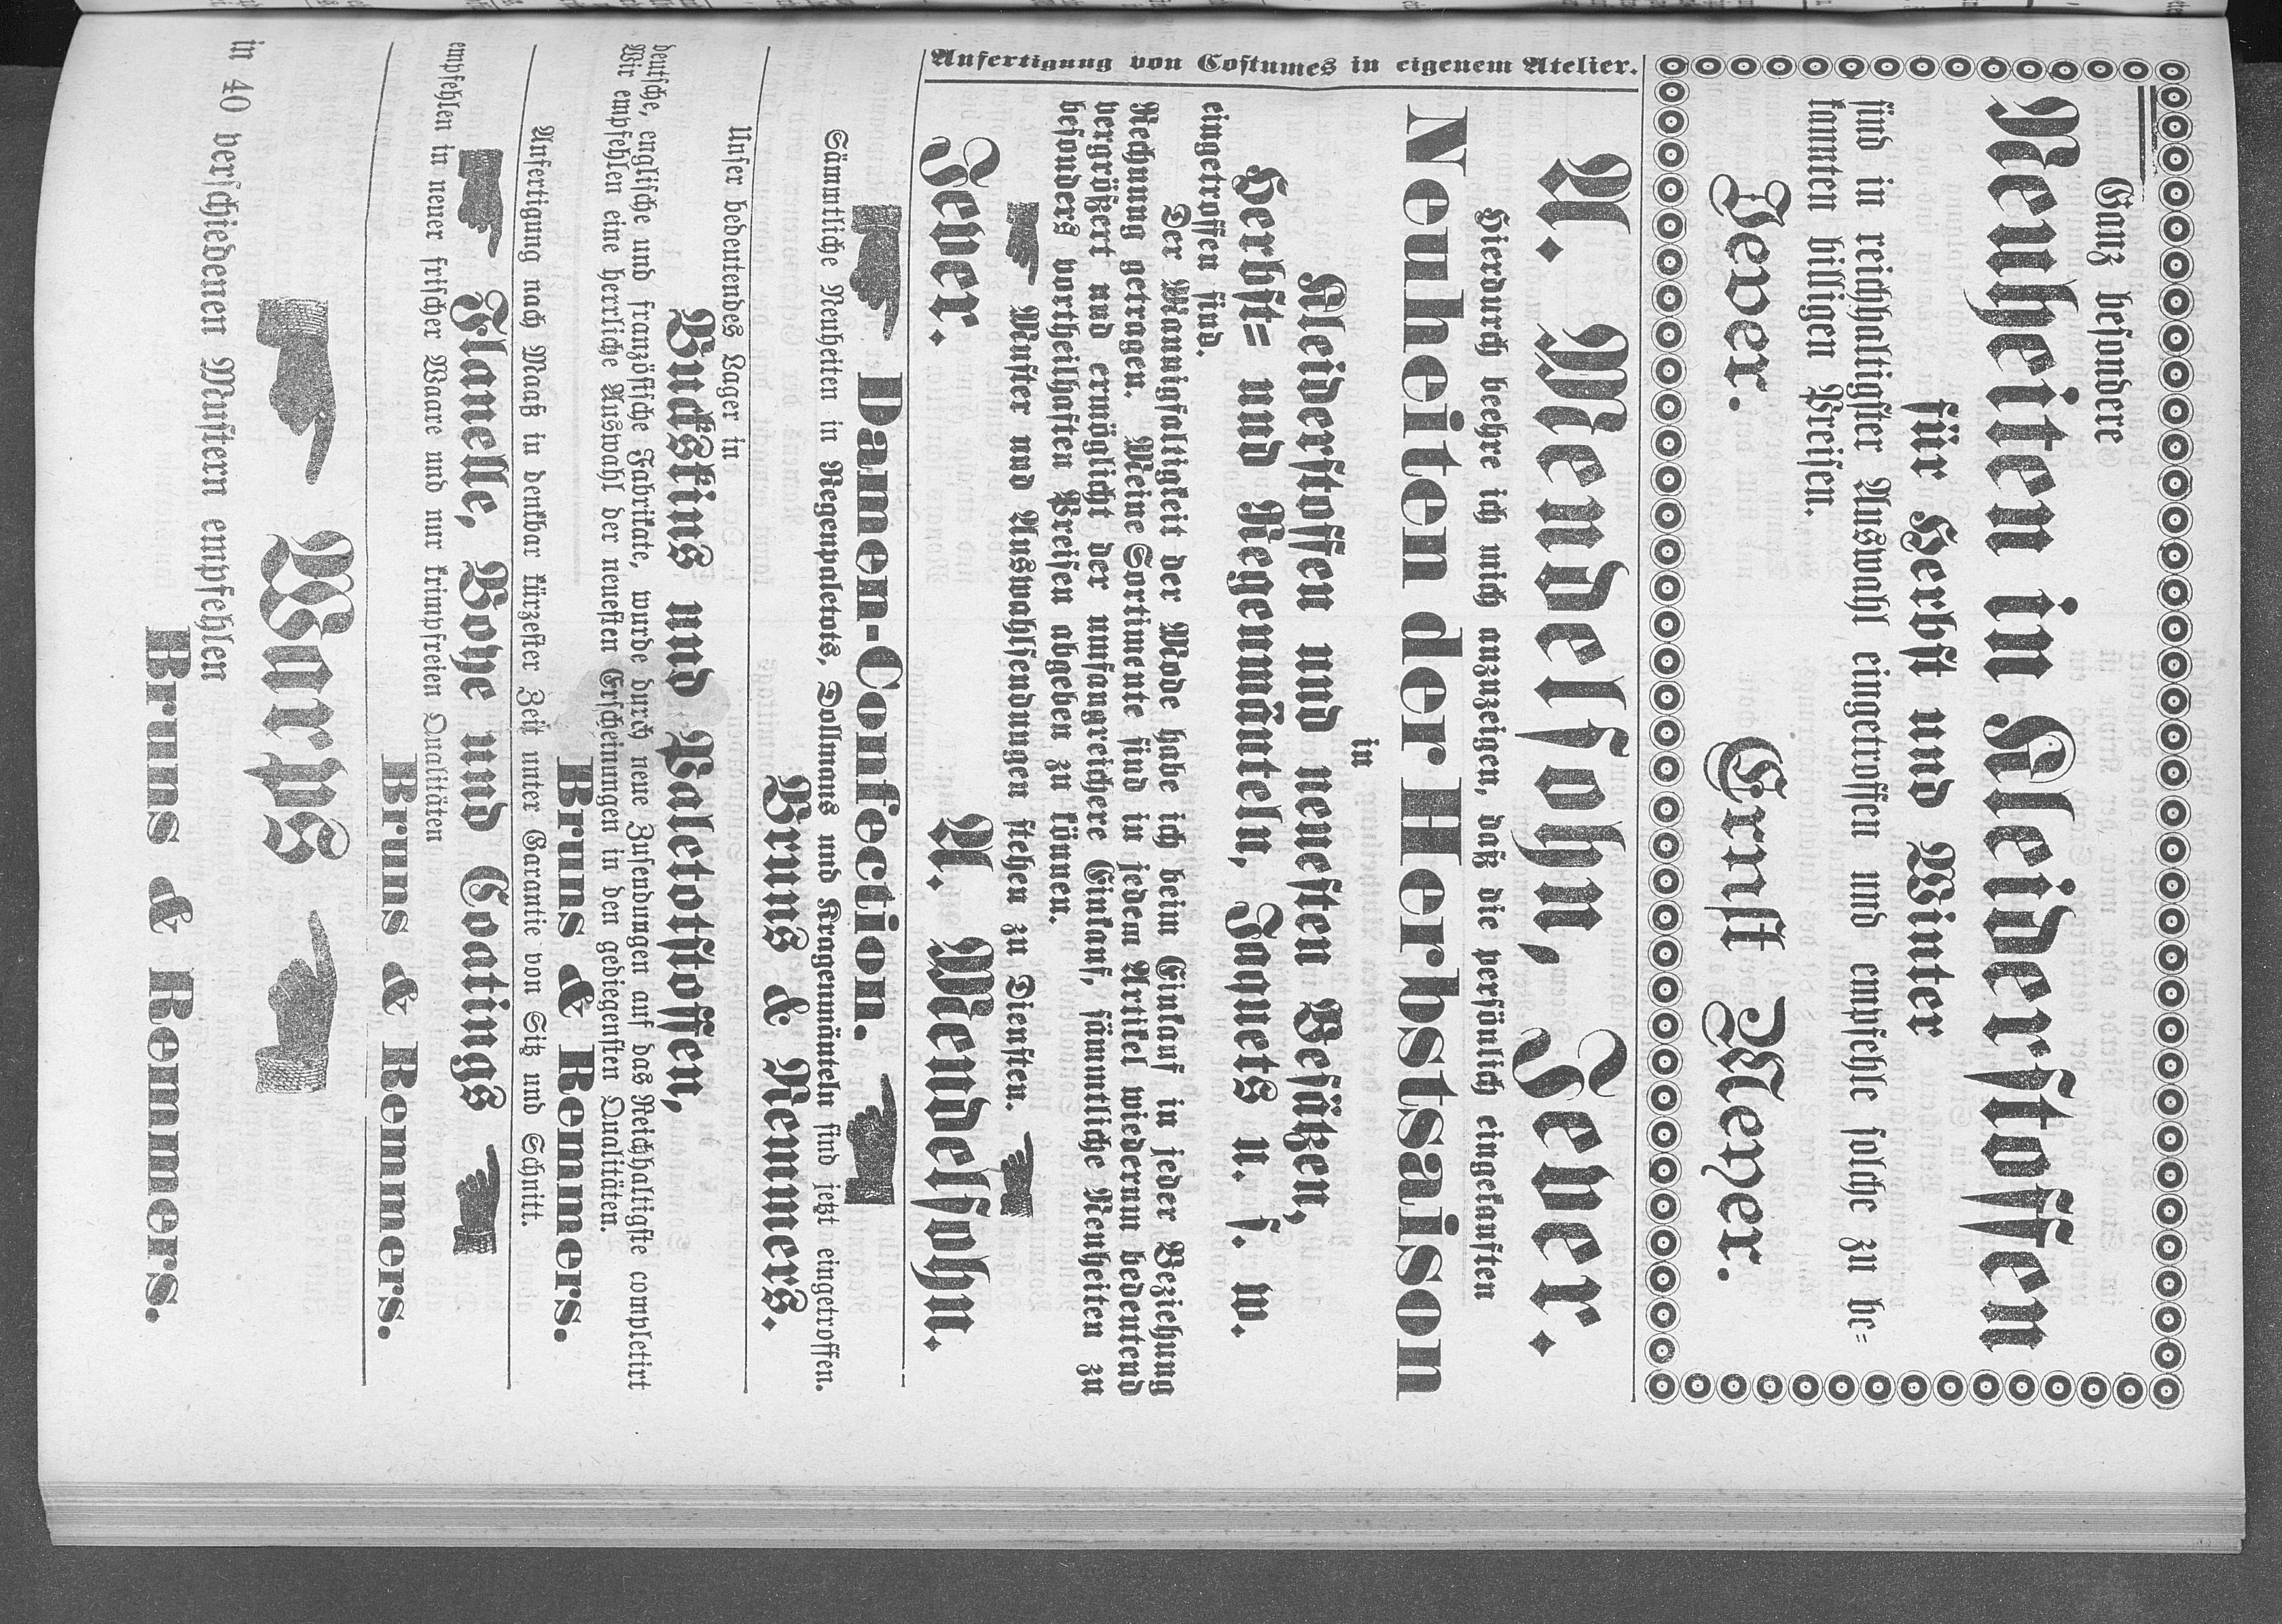 Ganz besondere
Neuheiten in Kleiderstoffen
für Herbst und Winter
sind in reichhaltigster Auswahl eingetroffen und empfehle solche zu be-
kannten billigen Preisen.
Jever. Ernst Meyer.
Anfertigung von Costumes in eigenem Atelier.
A. Mendelsohn, Jever.
Hierdurch beehre ich mich anzuzeigen, daß die persönlich eingekauften
Neuheiten der Herbstsaison
in
Kleiderstoffen und neuesten Besätzen,
Herbst- und Regenmänteln, Jaquets u. s. w.
eingetroffen sind.
Der Mannigfaltigkeit der Mode habe ich beim Einkauf in jeder Beziehung
Rechnung getragen. Meine Sortimente sind in jedem Artikel wiederum bedeutend
vergrößert und ermöglicht der umfangreichere Einkauf, sämmtliche Neuheiten zu
besonders vortheilhaften Preisen abgeben zu können.
Muster und Auswahlsendungen stehen zu Diensten.
Jever. A. Mendelsohn.
Damen-Confection.
Sämmtliche Neuheiten in Regenpaletots, Dollmans und Kragenmänteln sind jetzt eingetroffen.
Bruns & Remmers.
Unser bedeutendes Lager in
Buckskins und Paletotstoffen,
deutsche, englische und französische Fabrikate, wurde durch neue Zusendungen auf das Reichhaltigste completirt
Wir empfehlen eine herrliche Auswahl der neuesten Erscheinungen in den gediegensten Qualitäten.
Bruns & Remmers.
Anfertigung nach Maß in denkbar kürzester Zeit unter Garantie von Sitz und Schnitt.
Flanelle, Boye und Coatings
empfehlen in neuer frischer Waare und nur krimpfreien Qualitäten
Bruns & Remmers.
Warps
in 40 verschiedenen Mustern empfehlen
Bruns & Remmers.